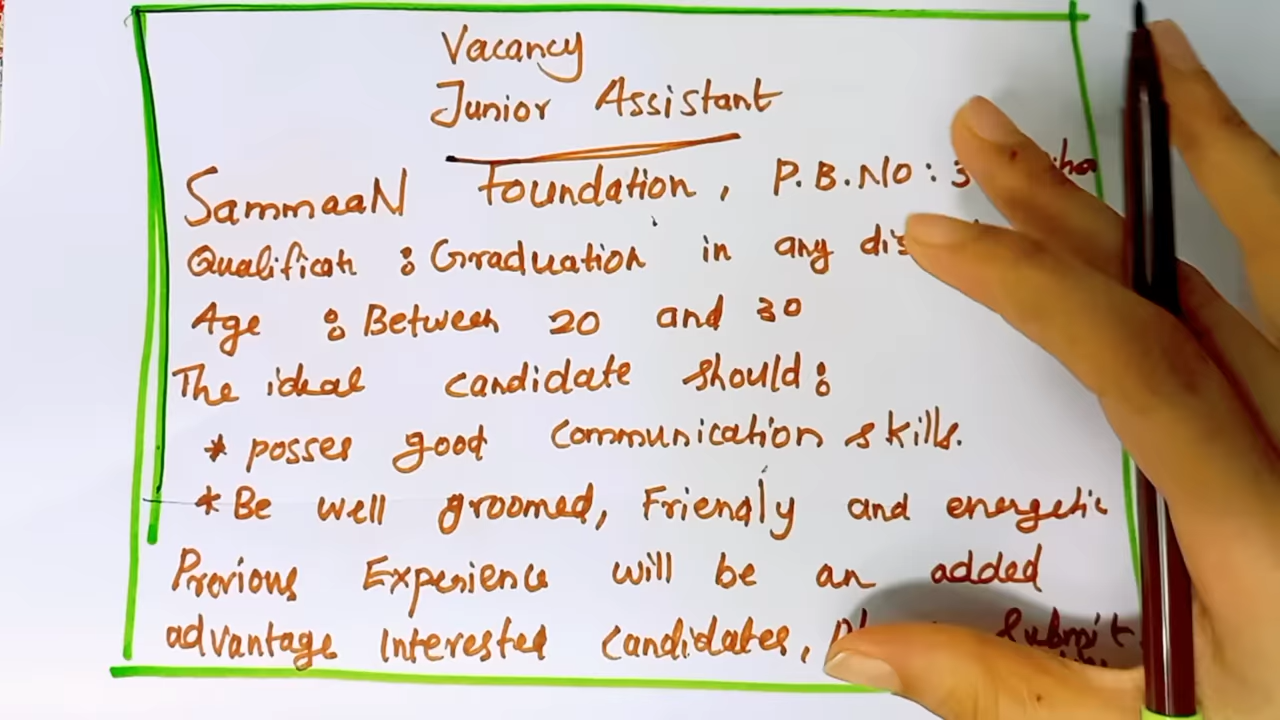 Vacancy
Junior Assistant
SammaaN Foundation, P.B.No: 3
Qualificatn : Graduation in any
Age : Between 20 and 30
The ideal candidate should:
* posses good communication skills.
* Be well groomed, Friendly and energetic
Previous Experience will be an added
advantage Interested candidates, submit